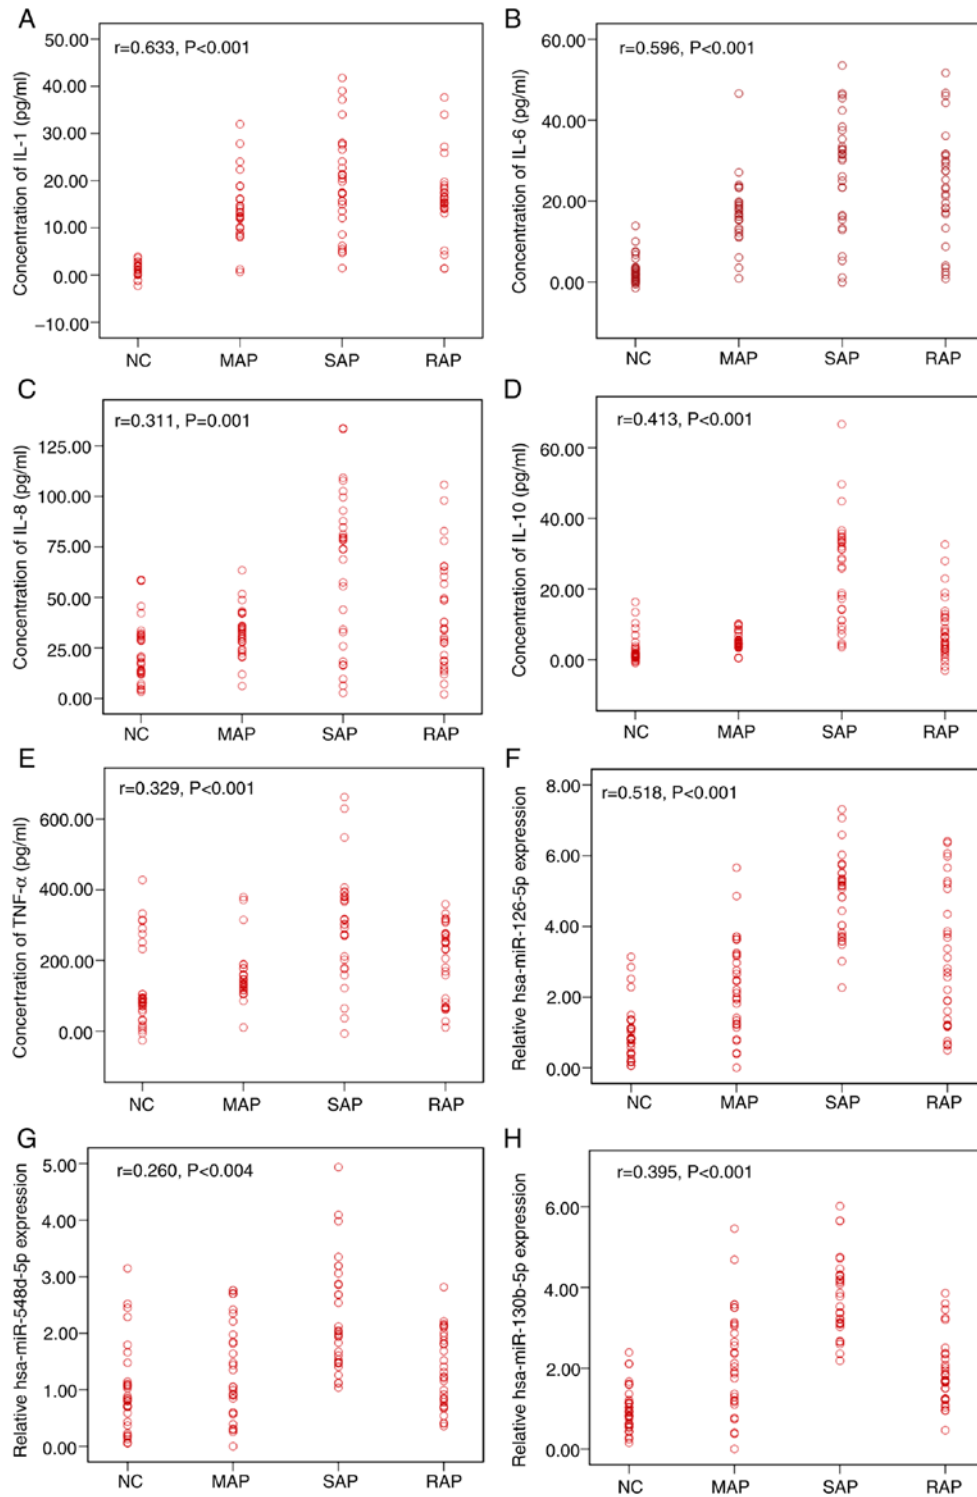 A
r=0.633, P<0.001
Concentration of IL-1 (pg/ml)
50.00
40.00
30.00
20.00
10.00
0.00
−10.00
NC MAP SAP RAP
B
r=0.596, P<0.001
Concentration of IL-6 (pg/ml)
60.00
40.00
20.00
0.00
NC MAP SAP RAP
C
r=0.311, P=0.001
Concentration of IL-8 (pg/ml)
125.00
100.00
75.00
50.00
25.00
0.00
NC MAP SAP RAP
D
r=0.413, P<0.001
Concentration of IL-10 (pg/ml)
60.00
40.00
20.00
0.00
NC MAP SAP RAP
E
r=0.329, P<0.001
Concertration of TNF-α (pg/ml)
600.00
400.00
200.00
0.00
NC MAP SAP RAP
F
r=0.518, P<0.001
Relative hsa-miR-126-5p expression
8.00
6.00
4.00
2.00
0.00
NC MAP SAP RAP
G
r=0.260, P<0.004
Relative hsa-miR-548d-5p expression
5.00
4.00
3.00
2.00
1.00
0.00
NC MAP SAP RAP
H
r=0.395, P<0.001
Relative hsa-miR-130b-5p expression
6.00
4.00
2.00
0.00
NC MAP SAP RAP